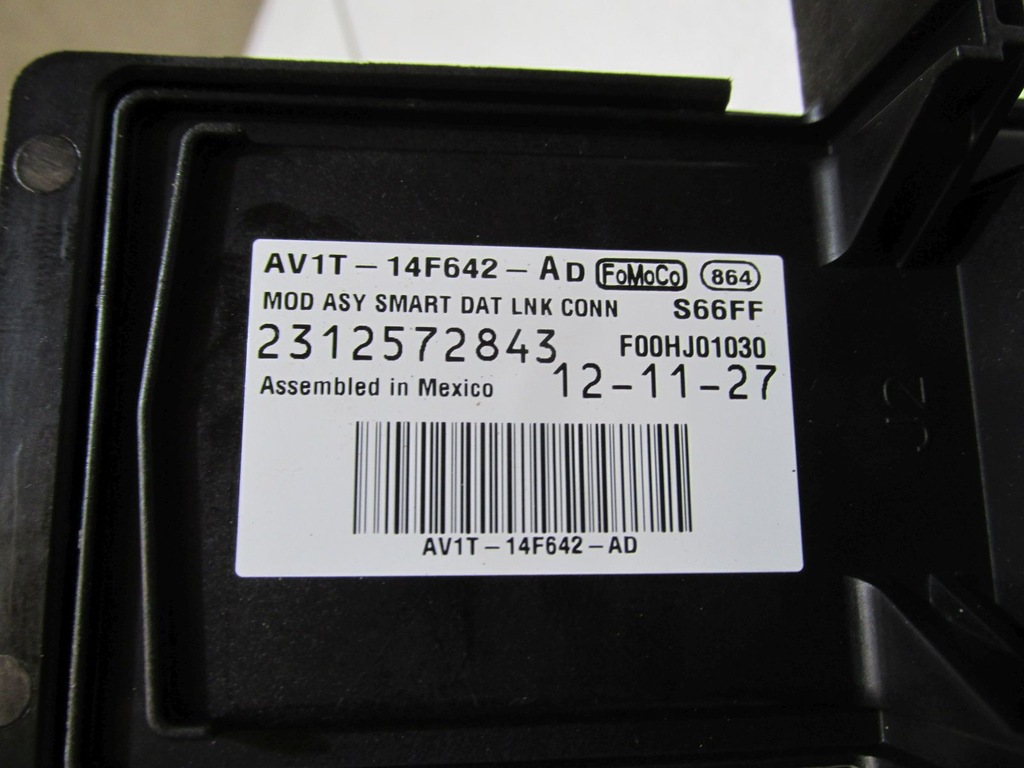 AV1T-14F642-AD FoMoCo 864
MOD ASY SMART DAT LNK CONN S66FF
2312572843 F00HJ01030
Assembled in Mexico 12-11-27
AV1T-14F642-AD
J2